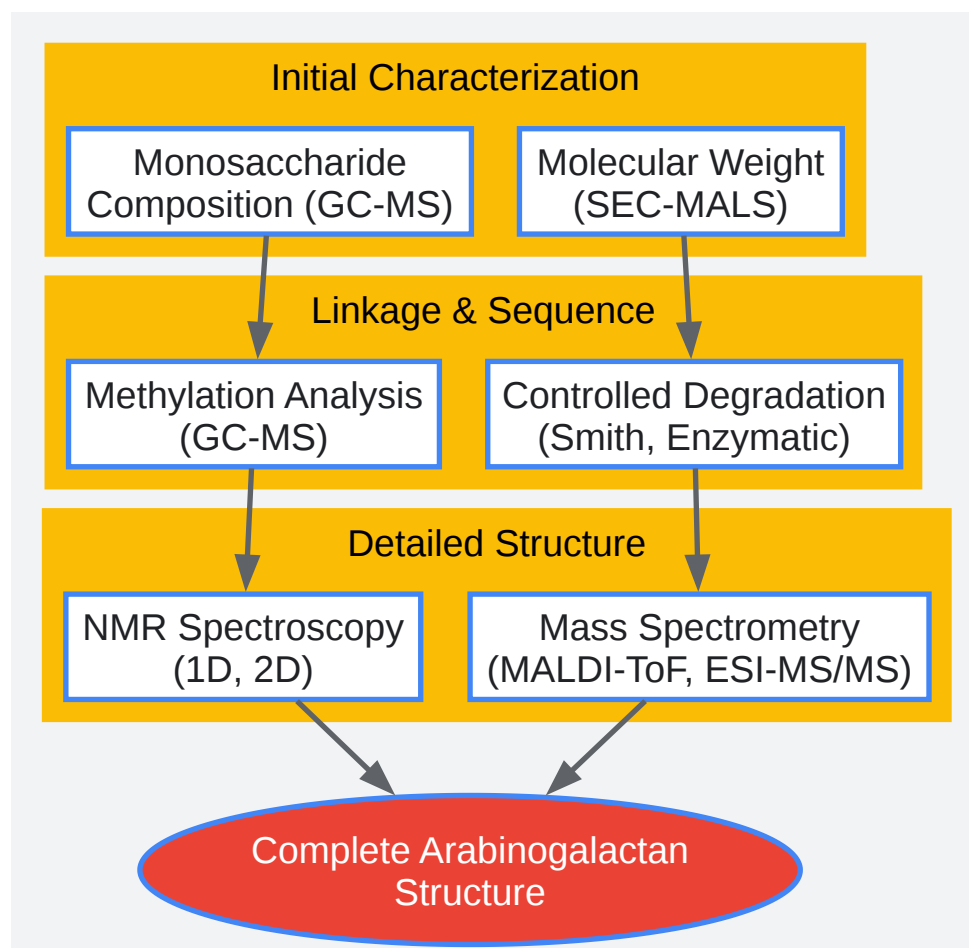 Initial Characterization
Monosaccharide
Composition (GC-MS)
Molecular Weight
(SEC-MALS)
Linkage & Sequence
Methylation Analysis
(GC-MS)
Controlled Degradation
(Smith, Enzymatic)
Detailed Structure
NMR Spectroscopy
(1D, 2D)
Mass Spectrometry
(MALDI-ToF, ESI-MS/MS)
Complete Arabinogalactan
Structure